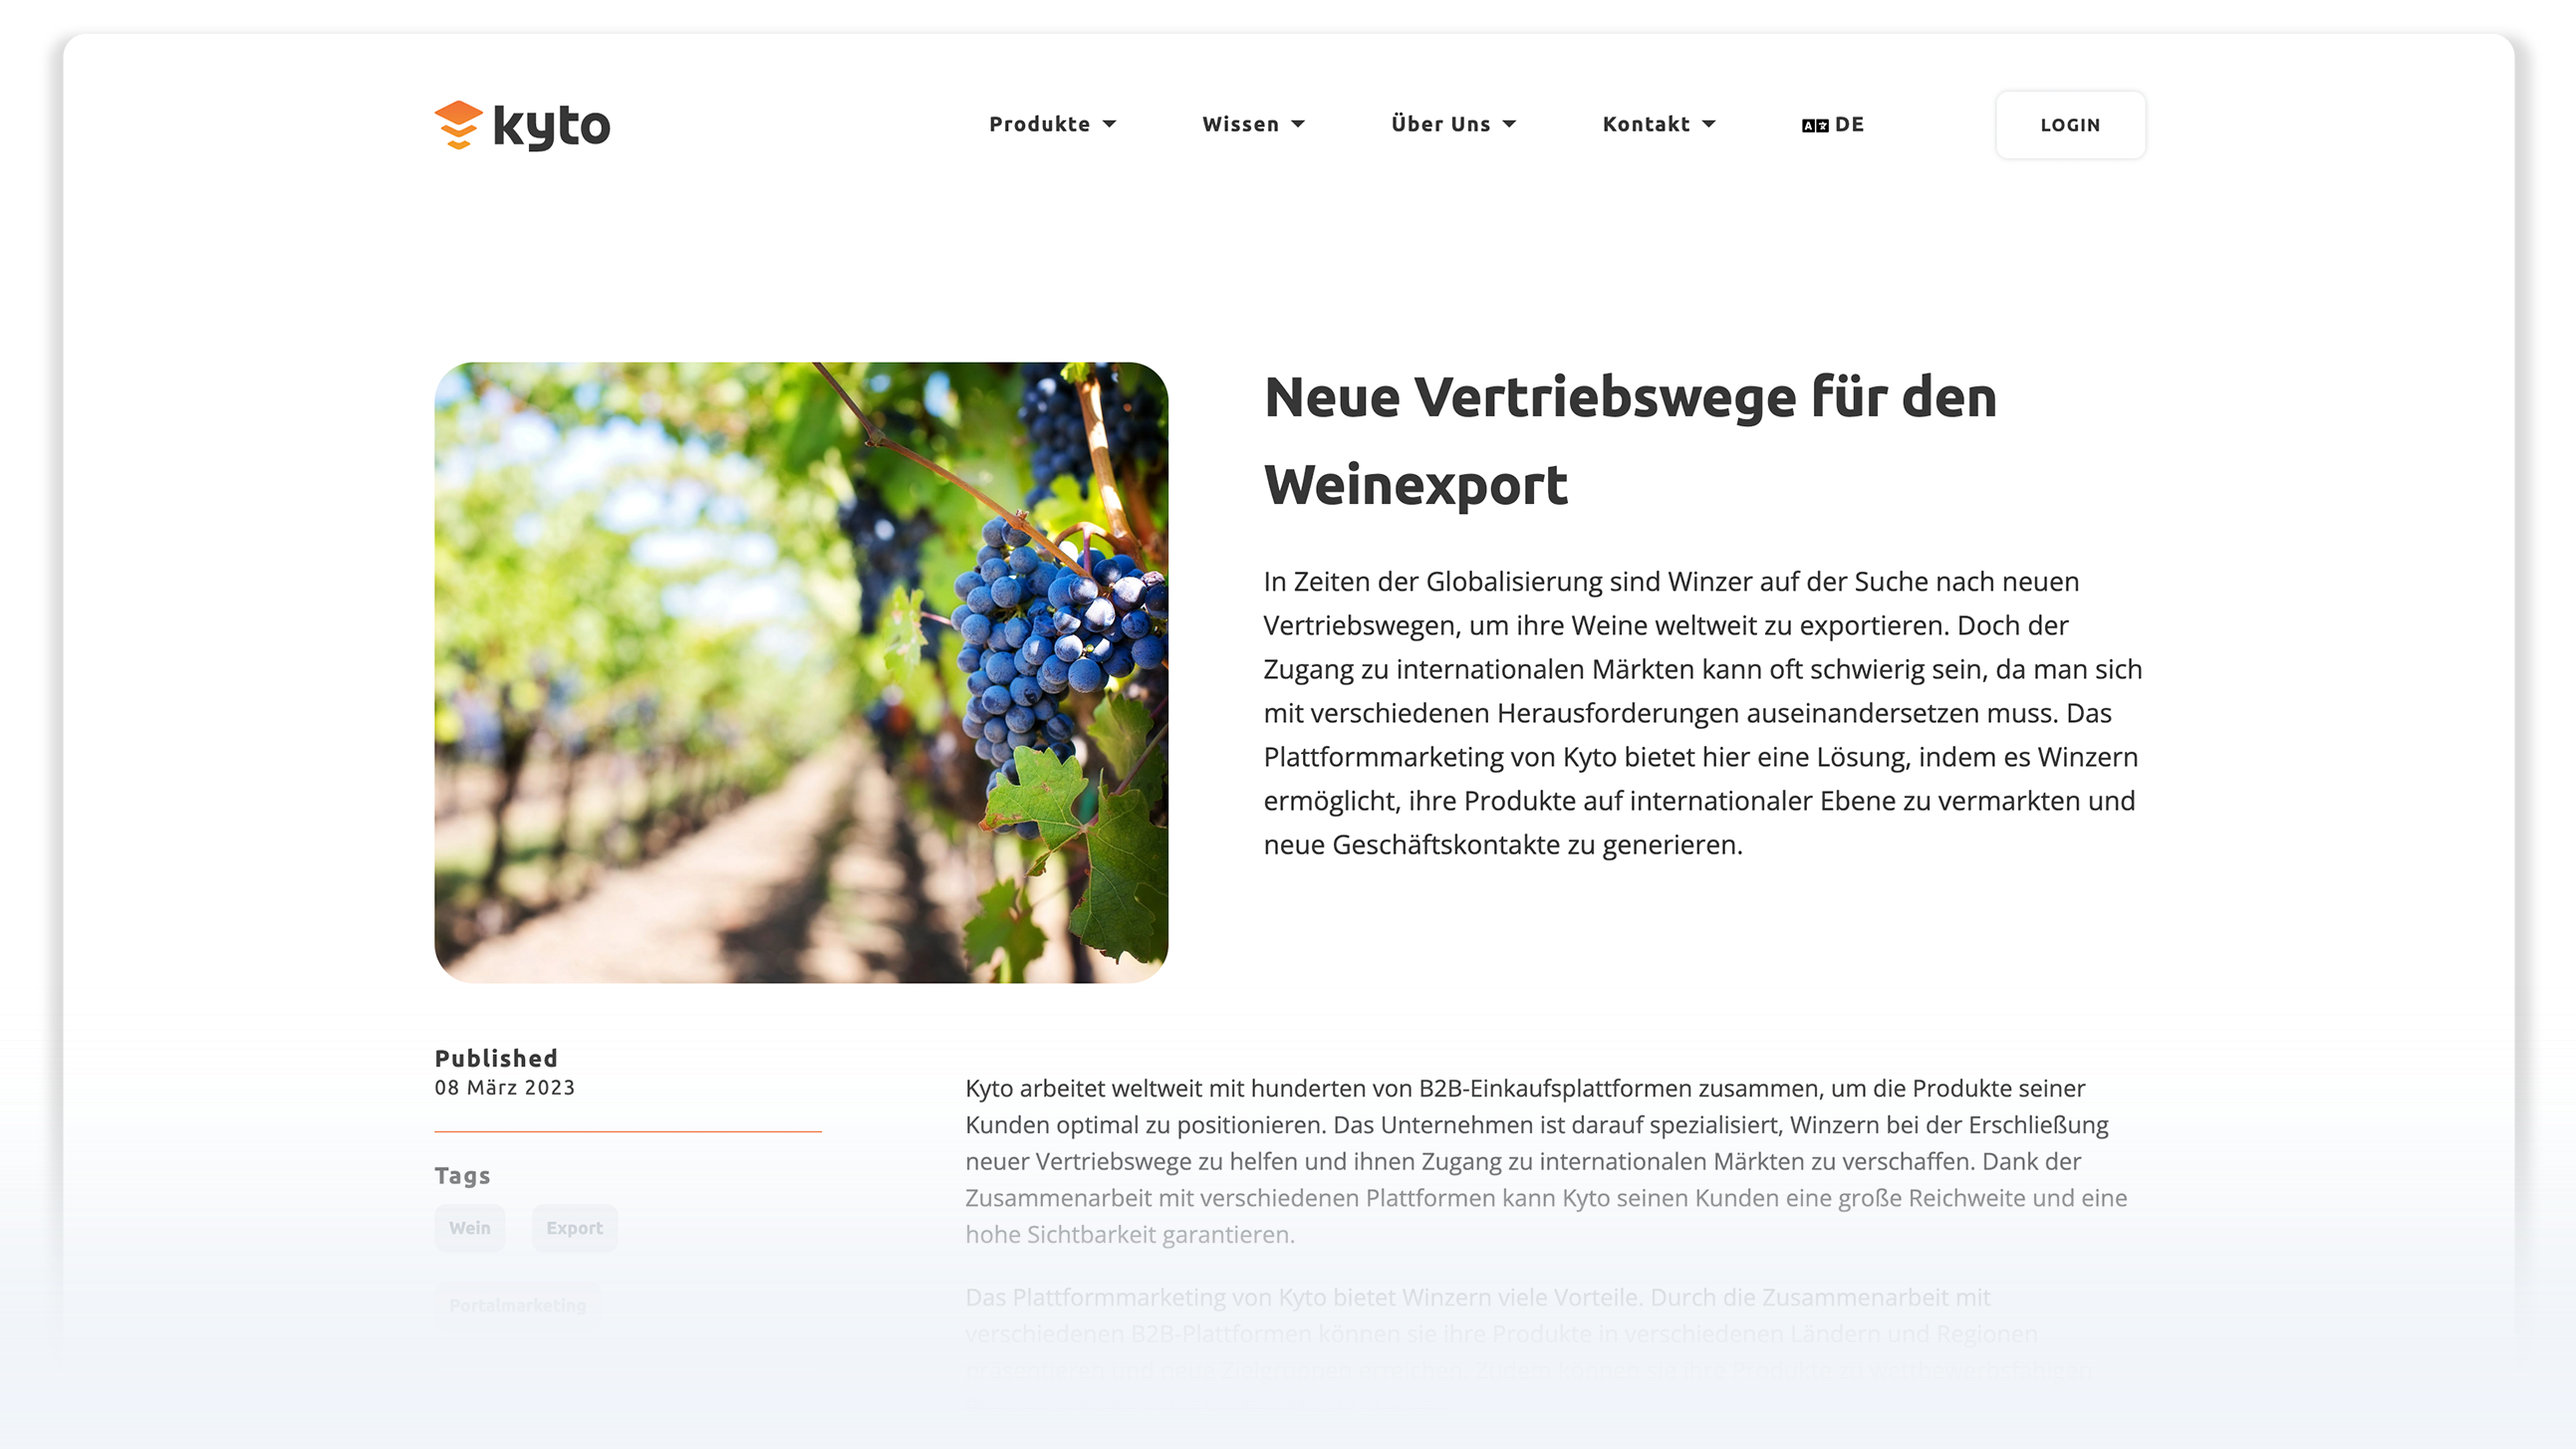 kyto
Produkte
Wissen
Über Uns
Kontakt
DE
LOGIN
Neue Vertriebswege für den
Weinexport
In Zeiten der Globalisierung sind Winzer auf der Suche nach neuen
Vertriebswegen, um ihre Weine weltweit zu exportieren. Doch der
Zugang zu internationalen Märkten kann oft schwierig sein, da man sich
mit verschiedenen Herausforderungen auseinandersetzen muss. Das
Plattformmarketing von Kyto bietet hier eine Lösung, indem es Winzern
ermöglicht, ihre Produkte auf internationaler Ebene zu vermarkten und
neue Geschäftskontakte zu generieren.
Published
08 März 2023
Tags
Wein
Export
Portalmarketing
Kyto arbeitet weltweit mit hunderten von B2B-Einkaufsplattformen zusammen, um die Produkte seiner
Kunden optimal zu positionieren. Das Unternehmen ist darauf spezialisiert, Winzern bei der Erschließung
neuer Vertriebswege zu helfen und ihnen Zugang zu internationalen Märkten zu verschaffen. Dank der
Zusammenarbeit mit verschiedenen Plattformen kann Kyto seinen Kunden eine große Reichweite und eine
hohe Sichtbarkeit garantieren.
Das Plattformmarketing von Kyto bietet Winzern viele Vorteile. Durch die Zusammenarbeit mit
verschiedenen B2B-Plattformen können sie ihre Produkte in verschiedenen Ländern und Regionen